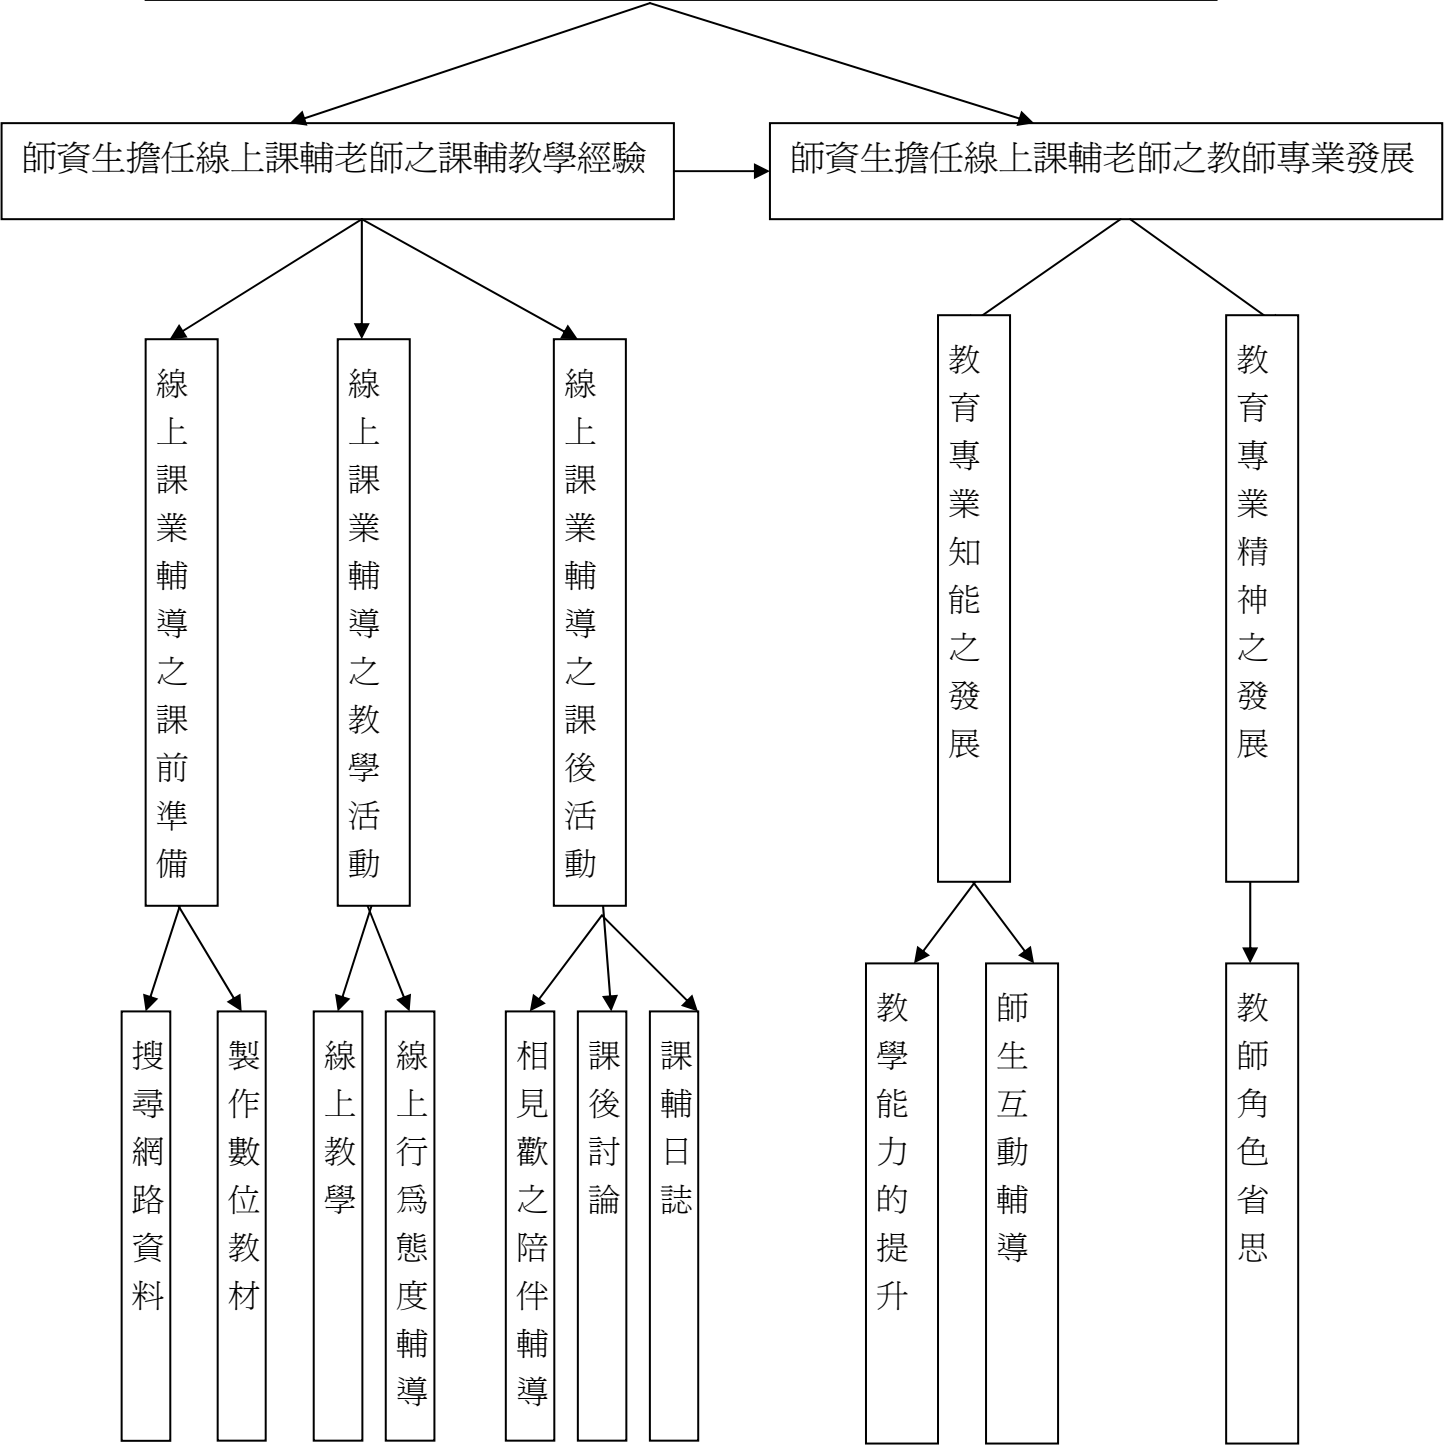 師資生擔任線上課輔老師之課輔教學經驗
師資生擔任線上課輔老師之教師專業發展
線上課業輔導之課前準備
線上課業輔導之教學活動
線上課業輔導之課後活動
教育專業知能之發展
教育專業精神之發展
搜尋網路資料
製作數位教材
線上教學
線上行為態度輔導
相見歡之陪伴輔導
課後討論
課輔日誌
教學能力的提升
師生互動輔導
教師角色省思